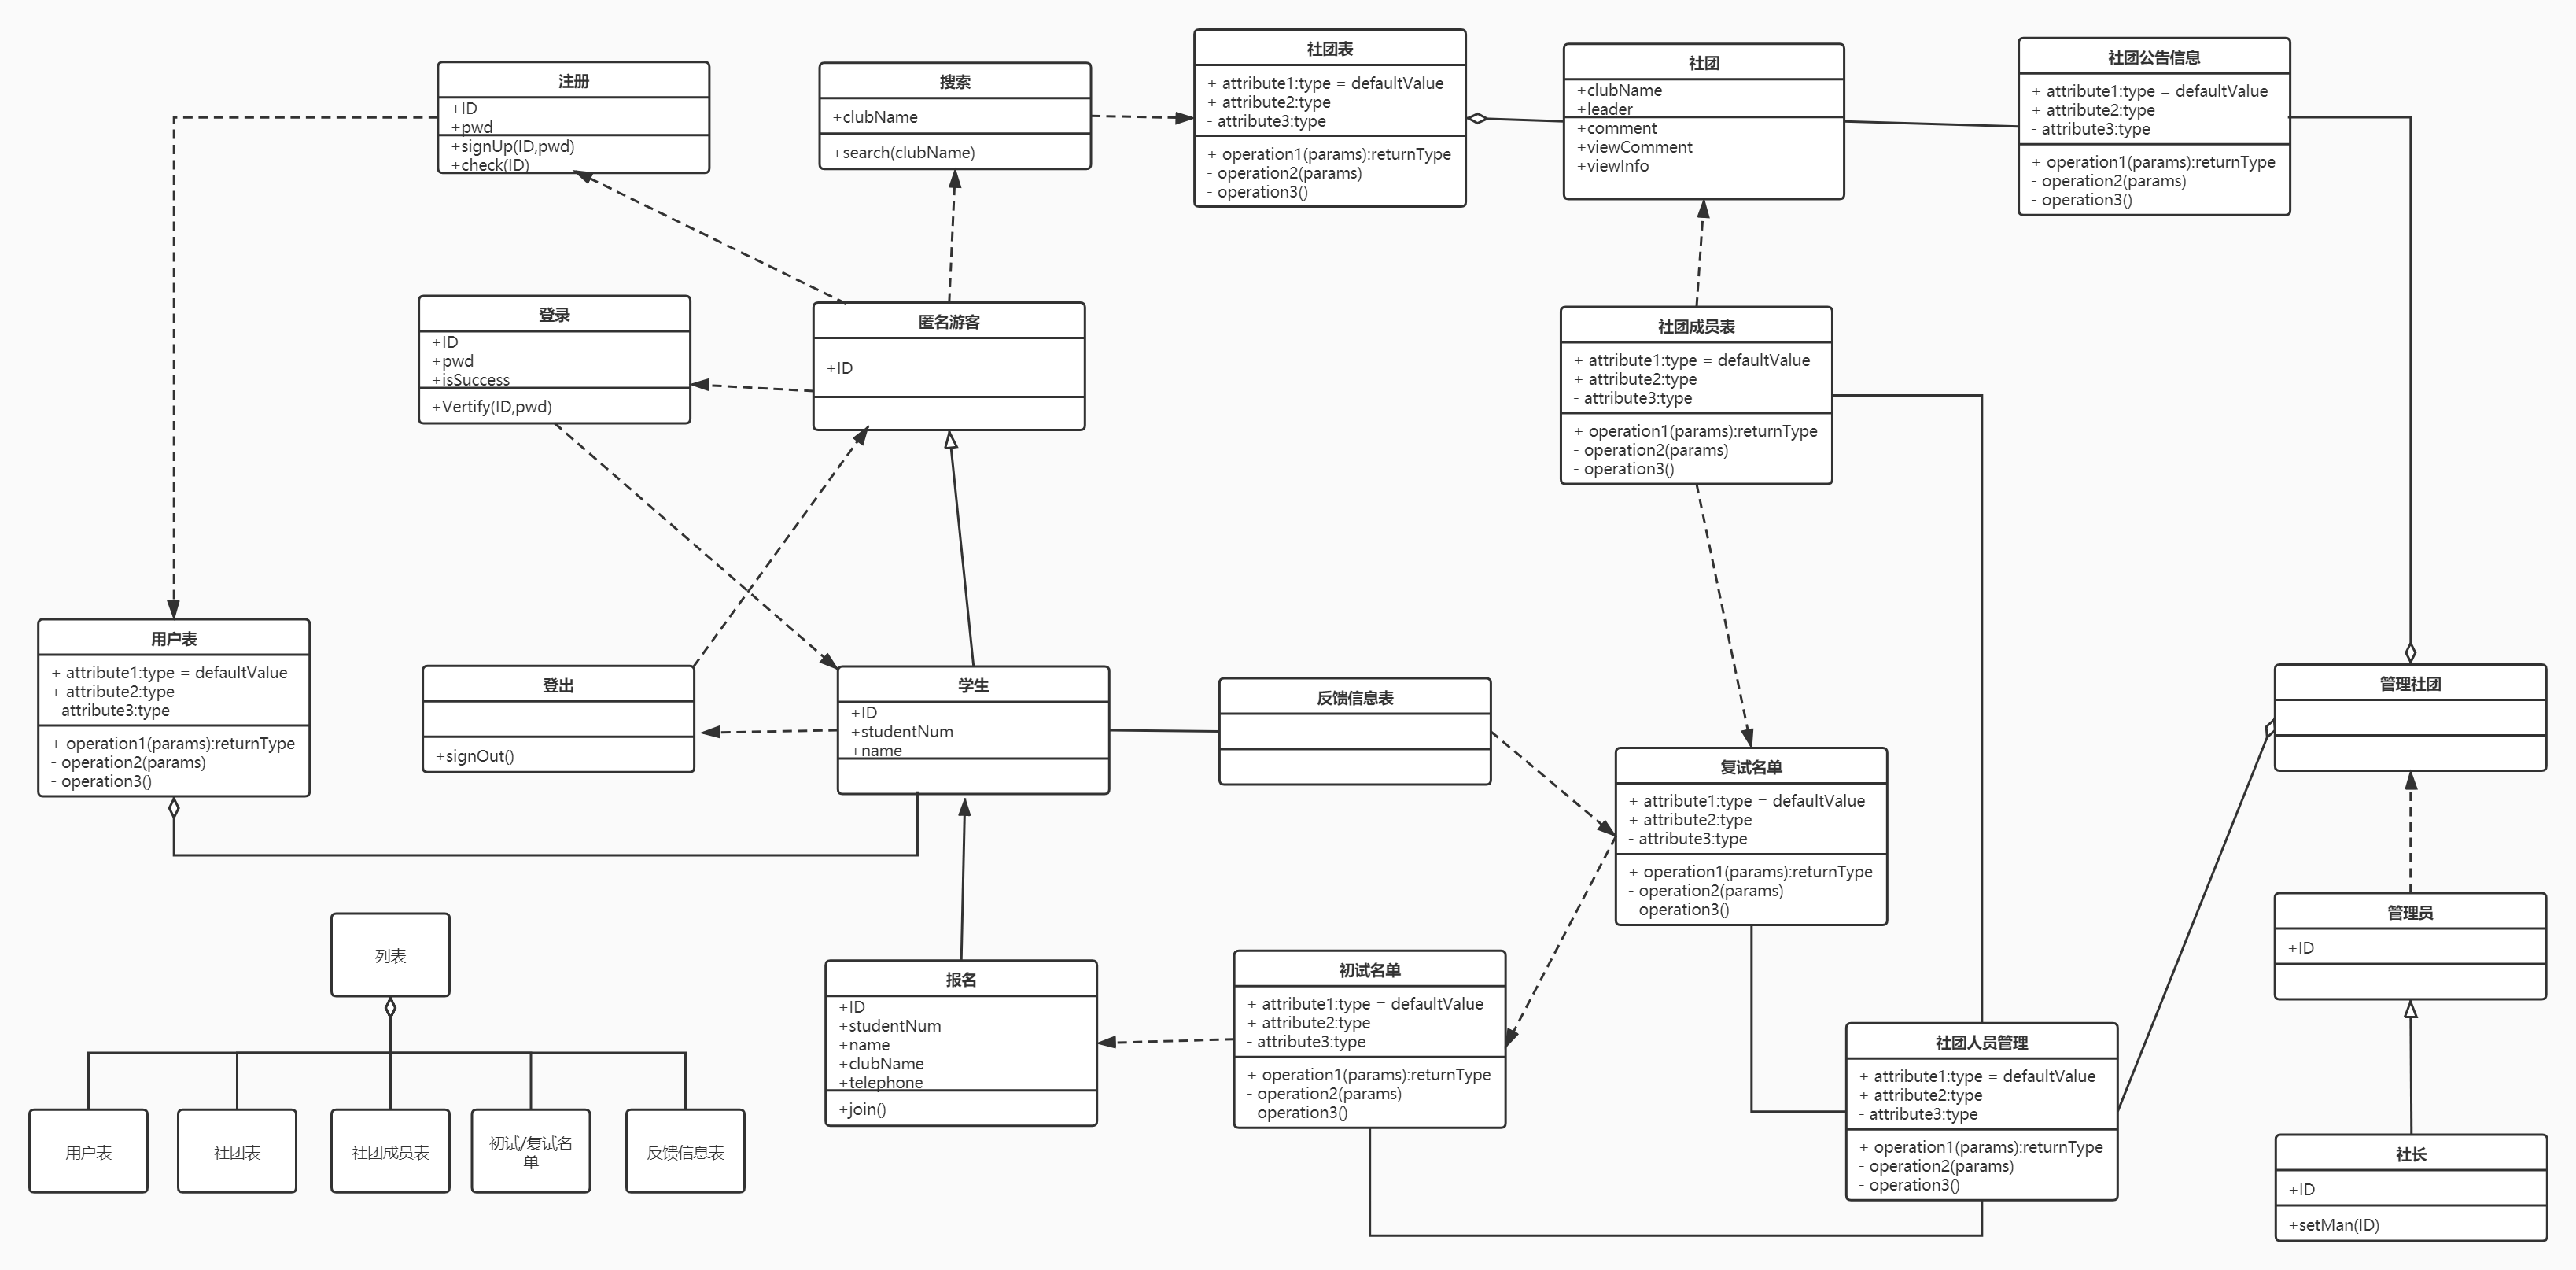 注册
+ID
+pwd
+signUp(ID,pwd)
+check(ID)
搜索
+clubName
+search(clubName)
社团表
+ attribute1:type = defaultValue
+ attribute2:type
- attribute3:type
+ operation1(params):returnType
- operation2(params)
- operation3()
社团
+clubName
+leader
+comment
+viewComment
+viewInfo
社团公告信息
+ attribute1:type = defaultValue
+ attribute2:type
- attribute3:type
+ operation1(params):returnType
- operation2(params)
- operation3()
登录
+ID
+pwd
+isSuccess
+Vertify(ID,pwd)
匿名游客
+ID
社团成员表
+ attribute1:type = defaultValue
+ attribute2:type
- attribute3:type
+ operation1(params):returnType
- operation2(params)
- operation3()
用户表
+ attribute1:type = defaultValue
+ attribute2:type
- attribute3:type
+ operation1(params):returnType
- operation2(params)
- operation3()
登出
+signOut()
学生
+ID
+studentNum
+name
反馈信息表
复试名单
+ attribute1:type = defaultValue
+ attribute2:type
- attribute3:type
+ operation1(params):returnType
- operation2(params)
- operation3()
管理社团
管理员
+ID
列表
用户表
社团表
社团成员表
初试/复试名
单
反馈信息表
报名
+ID
+studentNum
+name
+clubName
+telephone
+join()
初试名单
+ attribute1:type = defaultValue
+ attribute2:type
- attribute3:type
+ operation1(params):returnType
- operation2(params)
- operation3()
社团人员管理
+ attribute1:type = defaultValue
+ attribute2:type
- attribute3:type
+ operation1(params):returnType
- operation2(params)
- operation3()
社长
+ID
+setMan(ID)